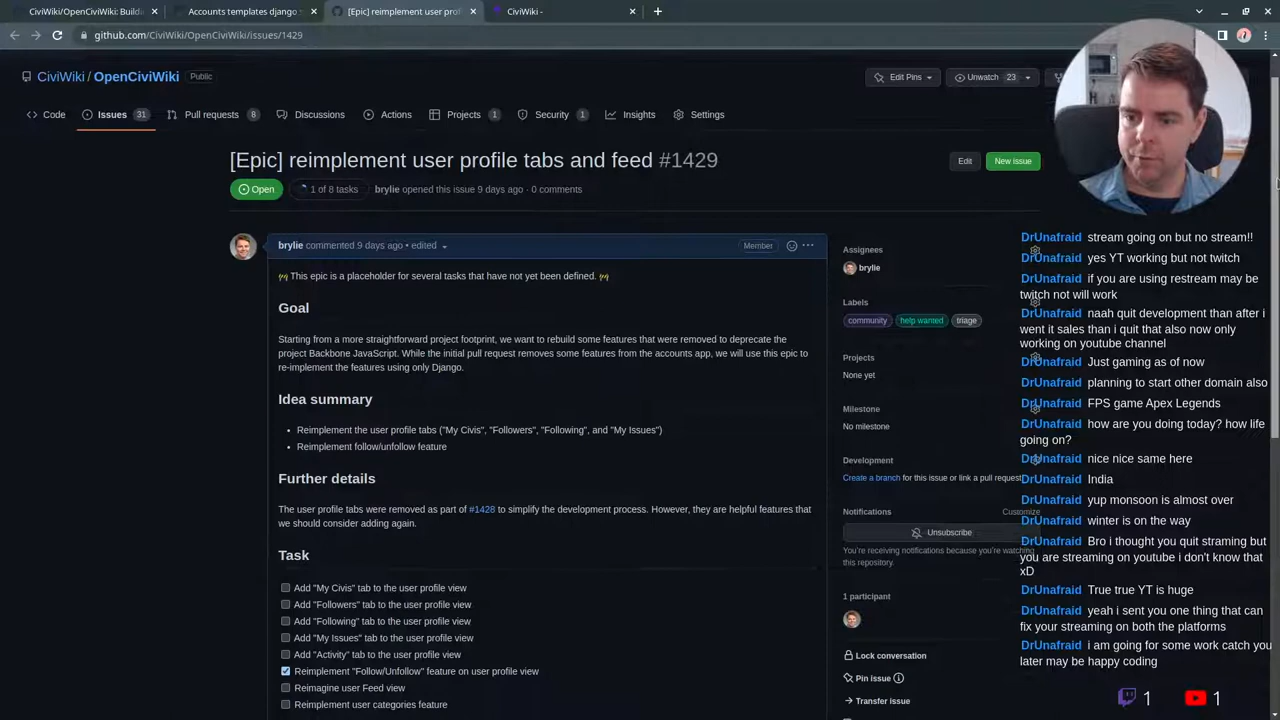 CiviWiki/OpenCiviWiki: Build
Accounts templates django
[Epic] reimplement user prof
CiviWiki -
github.com/CiviWiki/OpenCiviWiki/issues/1429
CiviWiki / OpenCiviWiki Public
Edit Pins
Unwatch 23
Code
Issues 31
Pull requests 8
Discussions
Actions
Projects 1
Security 1
Insights
Settings
[Epic] reimplement user profile tabs and feed #1429
Edit
New issue
Open
1 of 8 tasks
brylie opened this issue 9 days ago · 0 comments
brylie commented 9 days ago • edited
Member
🚧 This epic is a placeholder for several tasks that have not yet been defined. 🚧
Goal
Starting from a more straightforward project footprint, we want to rebuild some features that were removed to deprecate the
project Backbone JavaScript. While the initial pull request removes some features from the accounts app, we will use this epic to
re-implement the features using only Django.
Idea summary
• Reimplement the user profile tabs ("My Civis", "Followers", "Following", and "My Issues")
• Reimplement follow/unfollow feature
Further details
The user profile tabs were removed as part of #1428 to simplify the development process. However, they are helpful features that
we should consider adding again.
Task
Add "My Civis" tab to the user profile view
Add "Followers" tab to the user profile view
Add "Following" tab to the user profile view
Add "My Issues" tab to the user profile view
Add "Activity" tab to the user profile view
Reimplement "Follow/Unfollow" feature on user profile view
Reimagine user Feed view
Reimplement user categories feature
Assignees
brylie
Labels
community
help wanted
triage
Projects
None yet
Milestone
No milestone
Development
Create a branch for this issue or link a pull request.
Notifications
Customize
Unsubscribe
You're receiving notifications because you're watching
this repository.
1 participant
Lock conversation
Pin issue
Transfer issue
DrUnafraid stream going on but no stream!!
DrUnafraid yes YT working but not twitch
DrUnafraid if you are using restream may be
twitch not will work
DrUnafraid naah quit development than after i
went it sales than i quit that also now only
working on youtube channel
DrUnafraid Just gaming as of now
DrUnafraid planning to start other domain also
DrUnafraid FPS game Apex Legends
DrUnafraid how are you doing today? how life
going on?
DrUnafraid nice nice same here
DrUnafraid India
DrUnafraid yup monsoon is almost over
DrUnafraid winter is on the way
DrUnafraid Bro i thought you quit straming but
you are streaming on youtube i don't know that
xD
DrUnafraid True true YT is huge
DrUnafraid yeah i sent you one thing that can
fix your streaming on both the platforms
DrUnafraid i am going for some work catch you
later may be happy coding
1
1